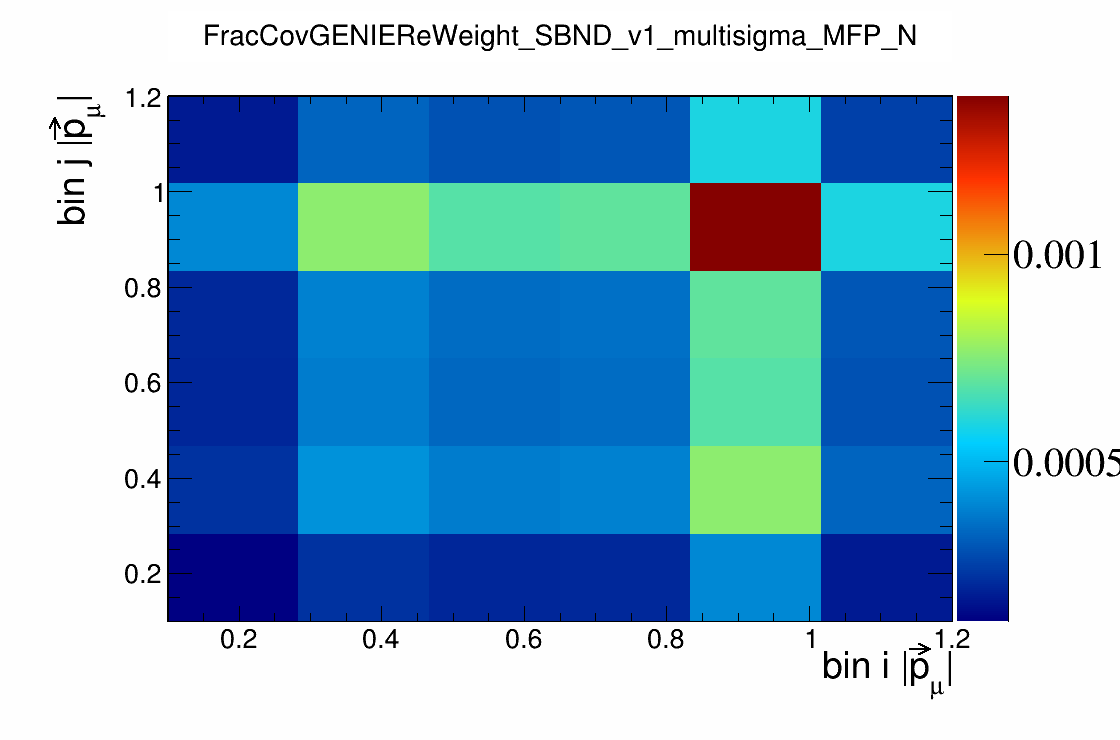 FracCovGENIEReWeight_SBND_v1_multisigma_MFP_N
bin j |p⃗μ|
1.2
1
0.8
0.6
0.4
0.2
0.2 0.4 0.6 0.8 1 1.2
bin i |p⃗μ|
0.001
0.0005